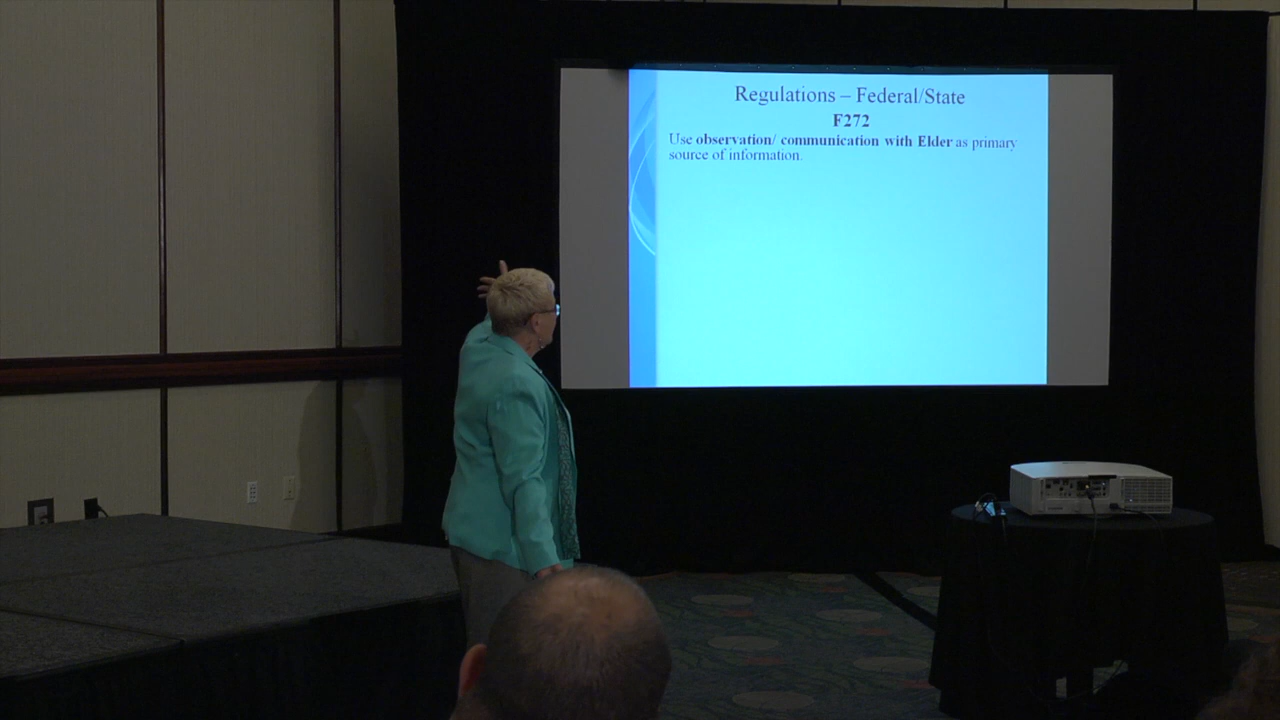 Regulations – Federal/State
F272
Use observation/ communication with Elder as primary
source of information.